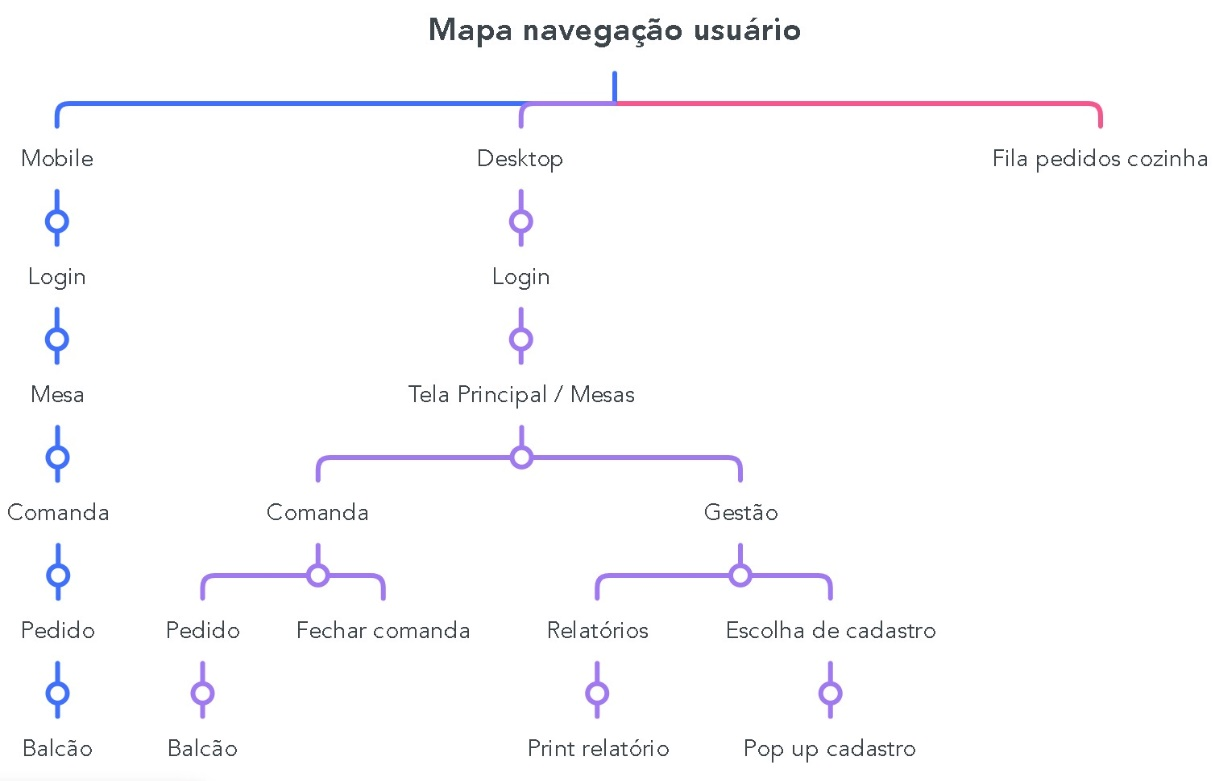 Mapa navegação usuário
Mobile
Desktop
Fila pedidos cozinha
Login
Login
Mesa
Tela Principal / Mesas
Comanda
Comanda
Gestão
Pedido
Pedido
Fechar comanda
Relatórios
Escolha de cadastro
Balcão
Balcão
Print relatório
Pop up cadastro